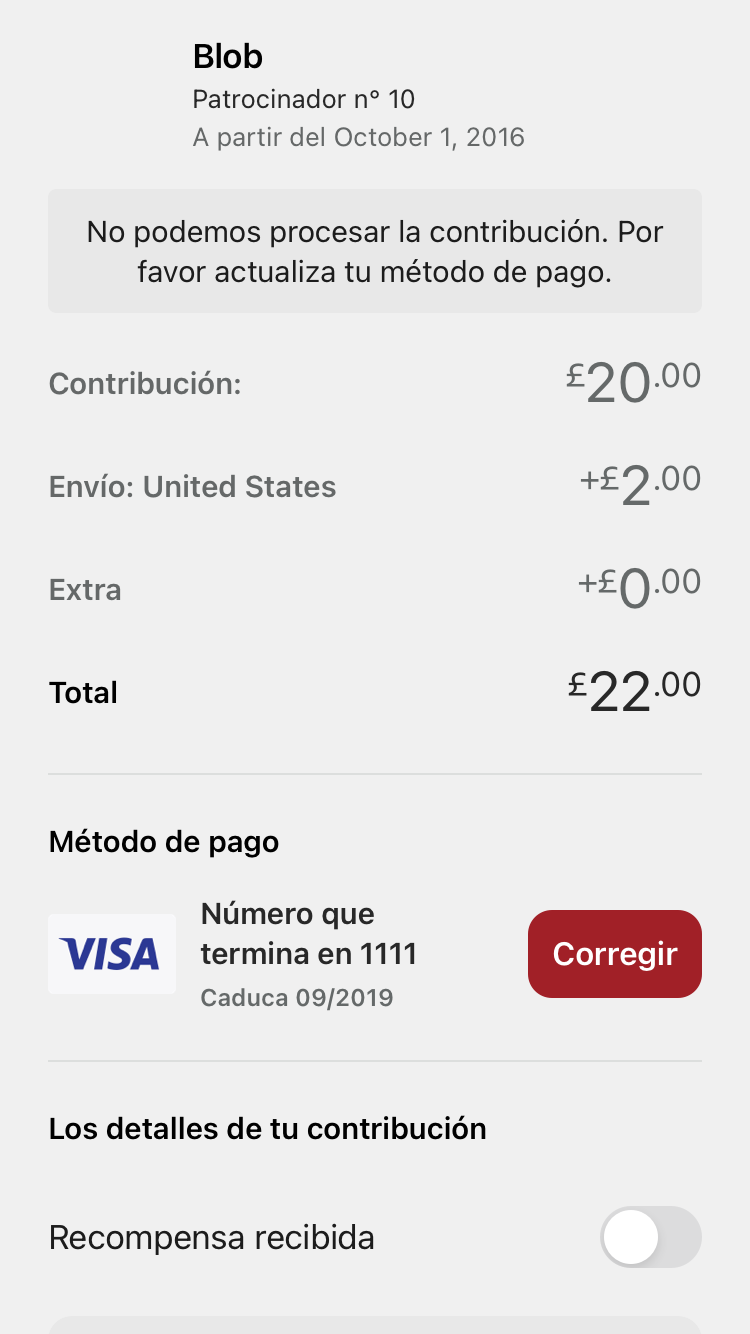 Blob
Patrocinador n° 10
A partir del October 1, 2016
No podemos procesar la contribución. Por
favor actualiza tu método de pago.
Contribución: £20.00
Envío: United States +£2.00
Extra +£0.00
Total £22.00
Método de pago
VISA
Número que
termina en 1111
Caduca 09/2019
Corregir
Los detalles de tu contribución
Recompensa recibida